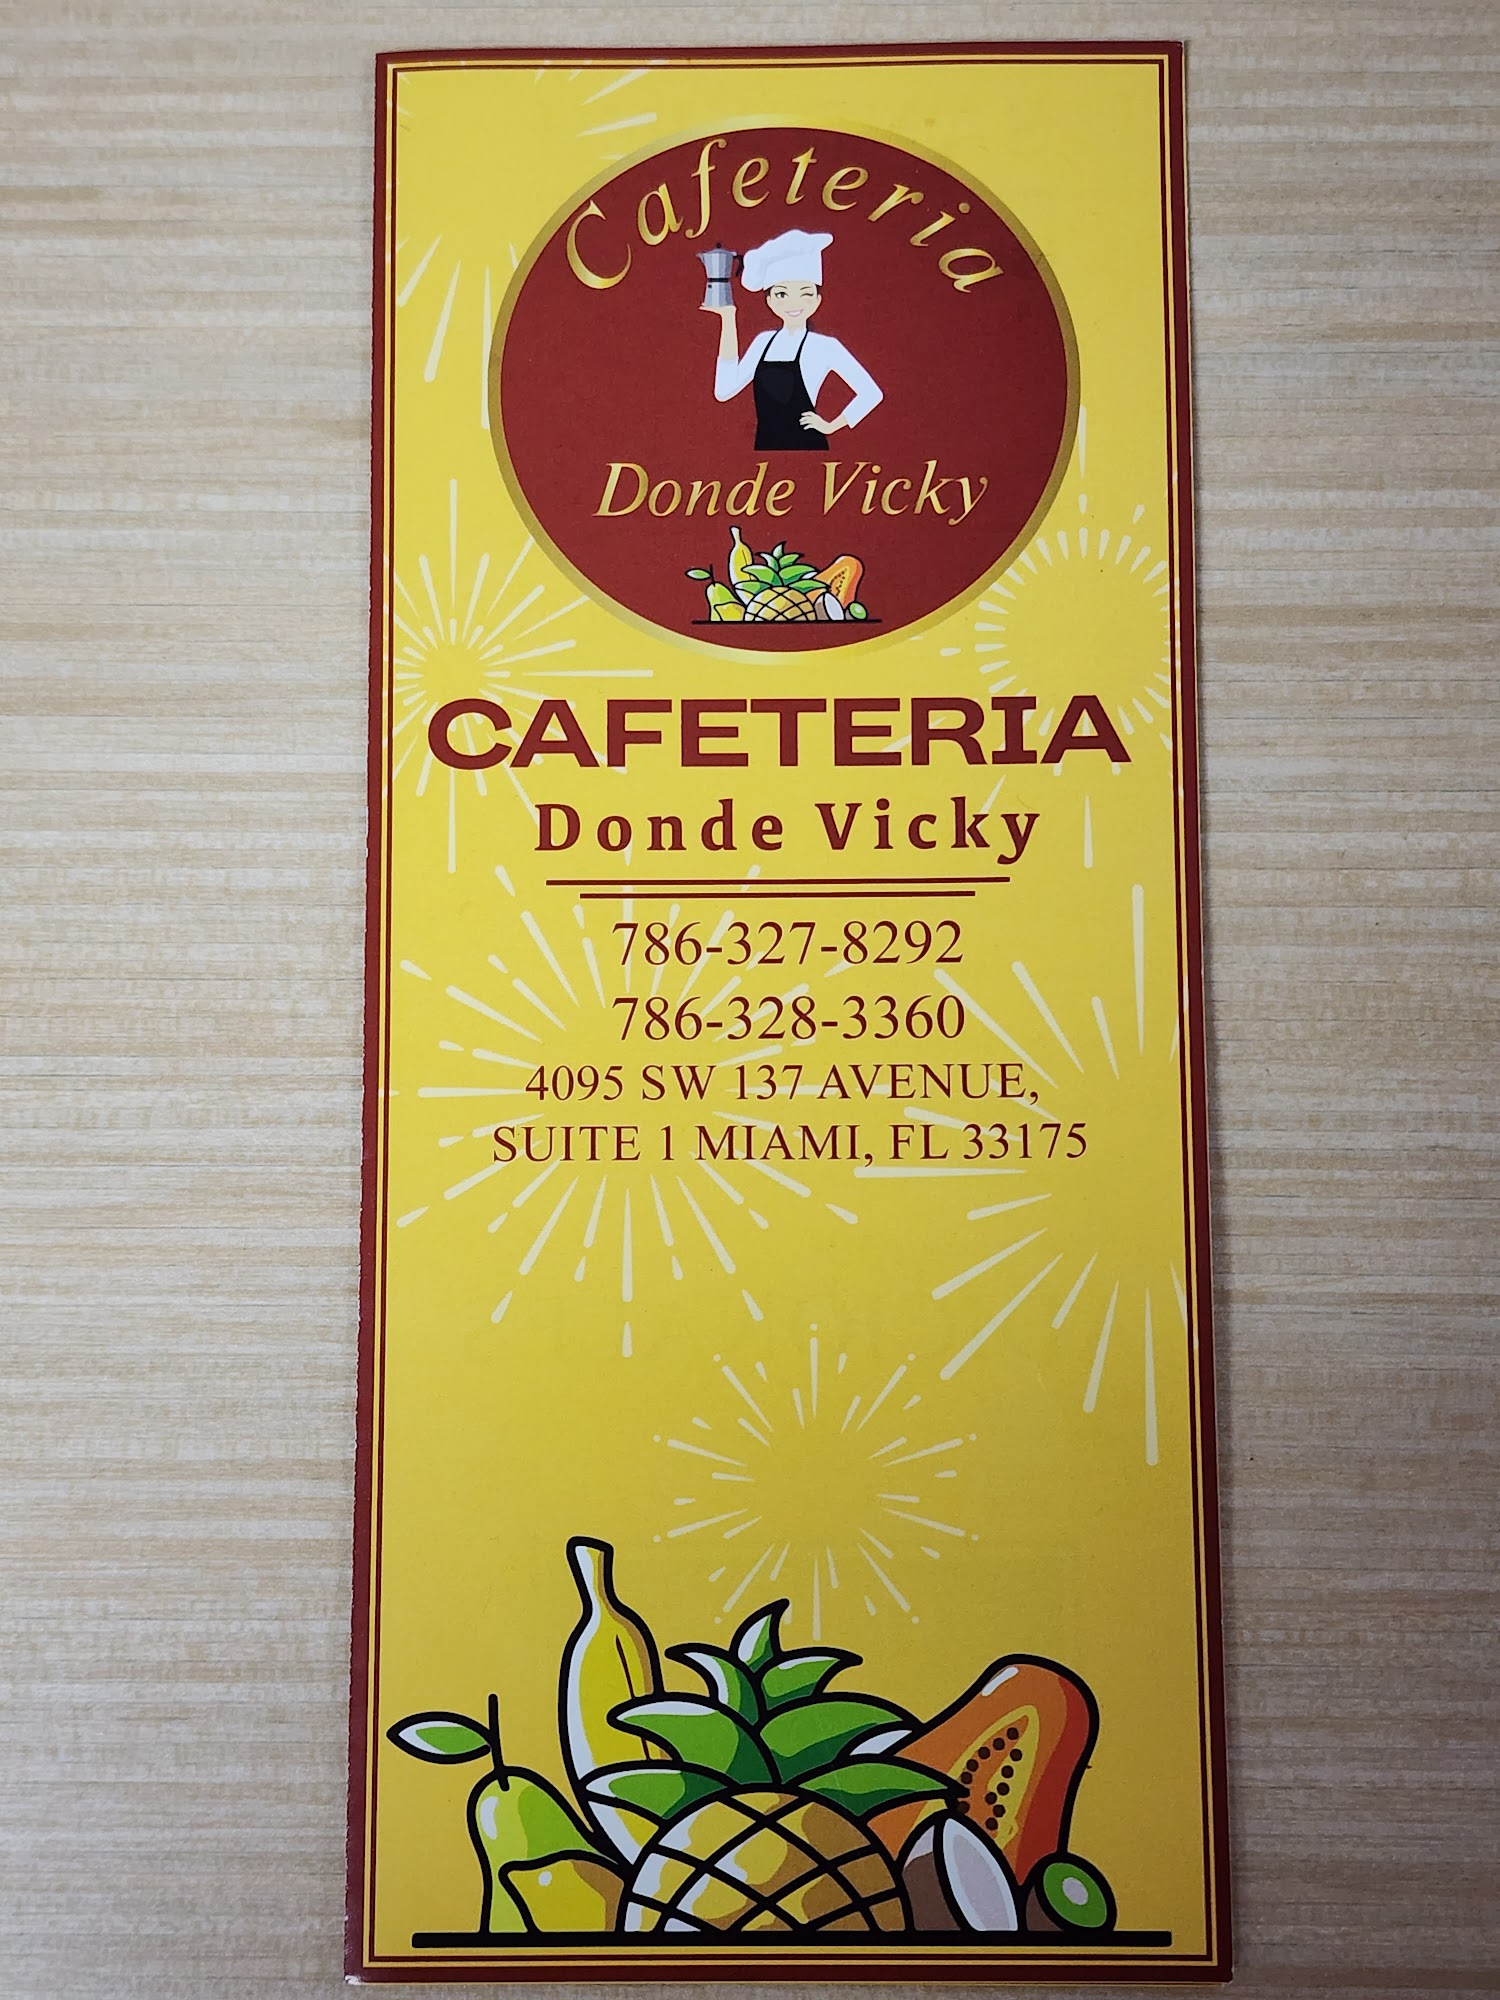 Cafeteria
Donde Vicky
CAFETERIA
Donde Vicky
786-327-8292
786-328-3360
4095 SW 137 AVENUE,
SUITE 1 MIAMI, FL 33175